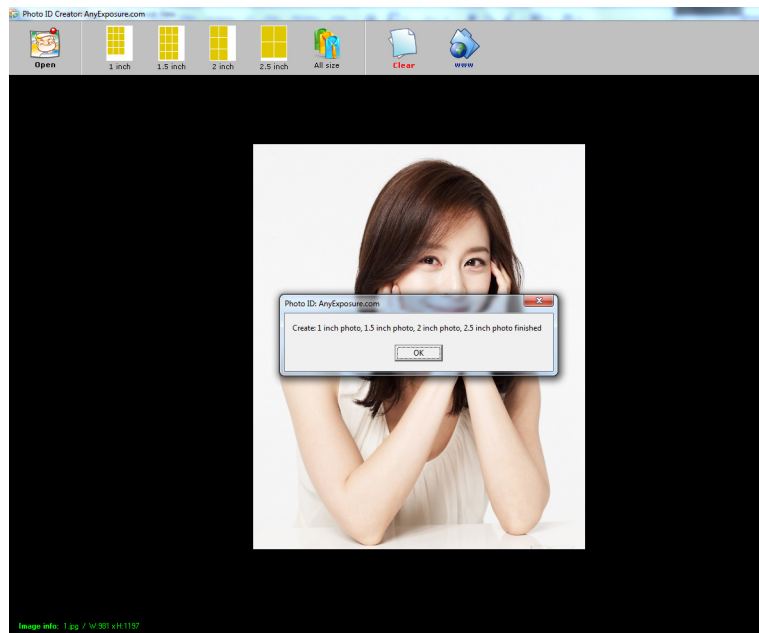 Photo ID Creator: AnyExposure.com
Open
1 inch
1.5 inch
2 inch
2.5 inch
All size
Clear
www
Photo ID: AnyExposure.com
Create: 1 inch photo, 1.5 inch photo, 2 inch photo, 2.5 inch photo finished
OK
Image info: 1.jpg / W:981 x H:1197